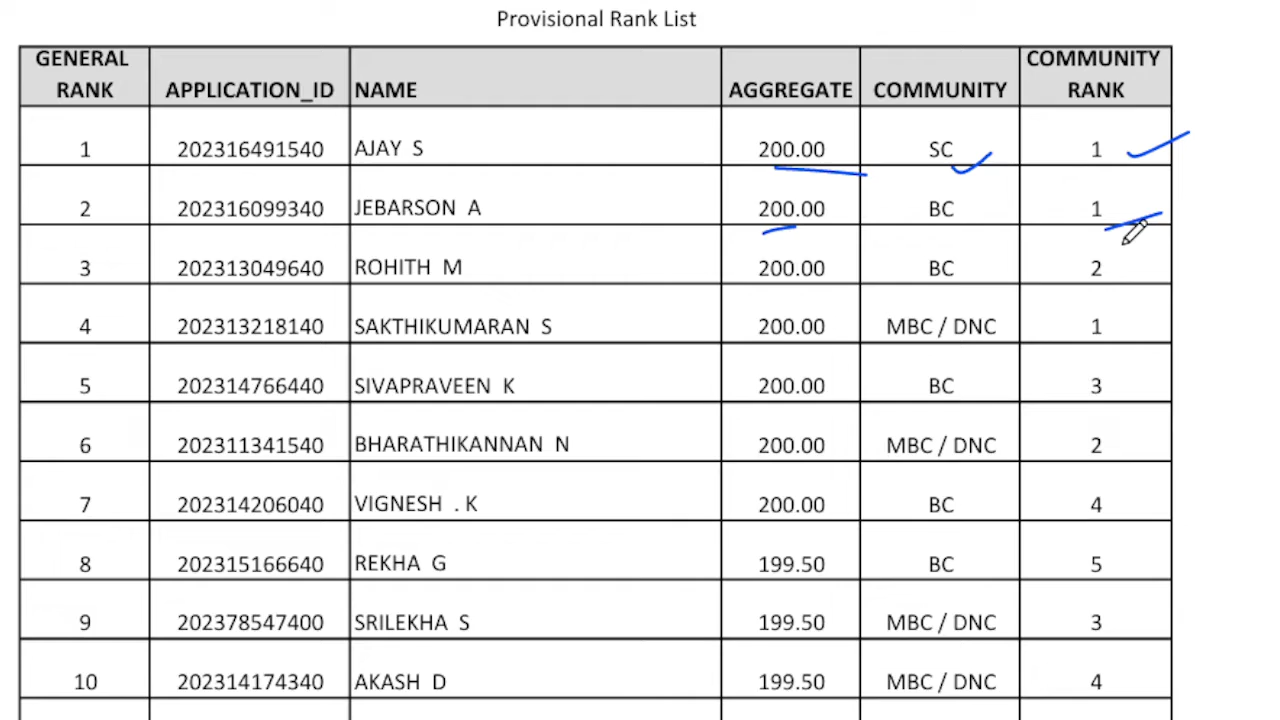 Provisional Rank List
GENERAL RANK APPLICATION_ID NAME AGGREGATE COMMUNITY COMMUNITY RANK
1 202316491540 AJAY S 200.00 SC 1
2 202316099340 JEBARSON A 200.00 BC 1
3 202313049640 ROHITH M 200.00 BC 2
4 202313218140 SAKTHIKUMARAN S 200.00 MBC / DNC 1
5 202314766440 SIVAPRAVEEN K 200.00 BC 3
6 202311341540 BHARATHIKANNAN N 200.00 MBC / DNC 2
7 202314206040 VIGNESH . K 200.00 BC 4
8 202315166640 REKHA G 199.50 BC 5
9 202378547400 SRILEKHA S 199.50 MBC / DNC 3
10 202314174340 AKASH D 199.50 MBC / DNC 4